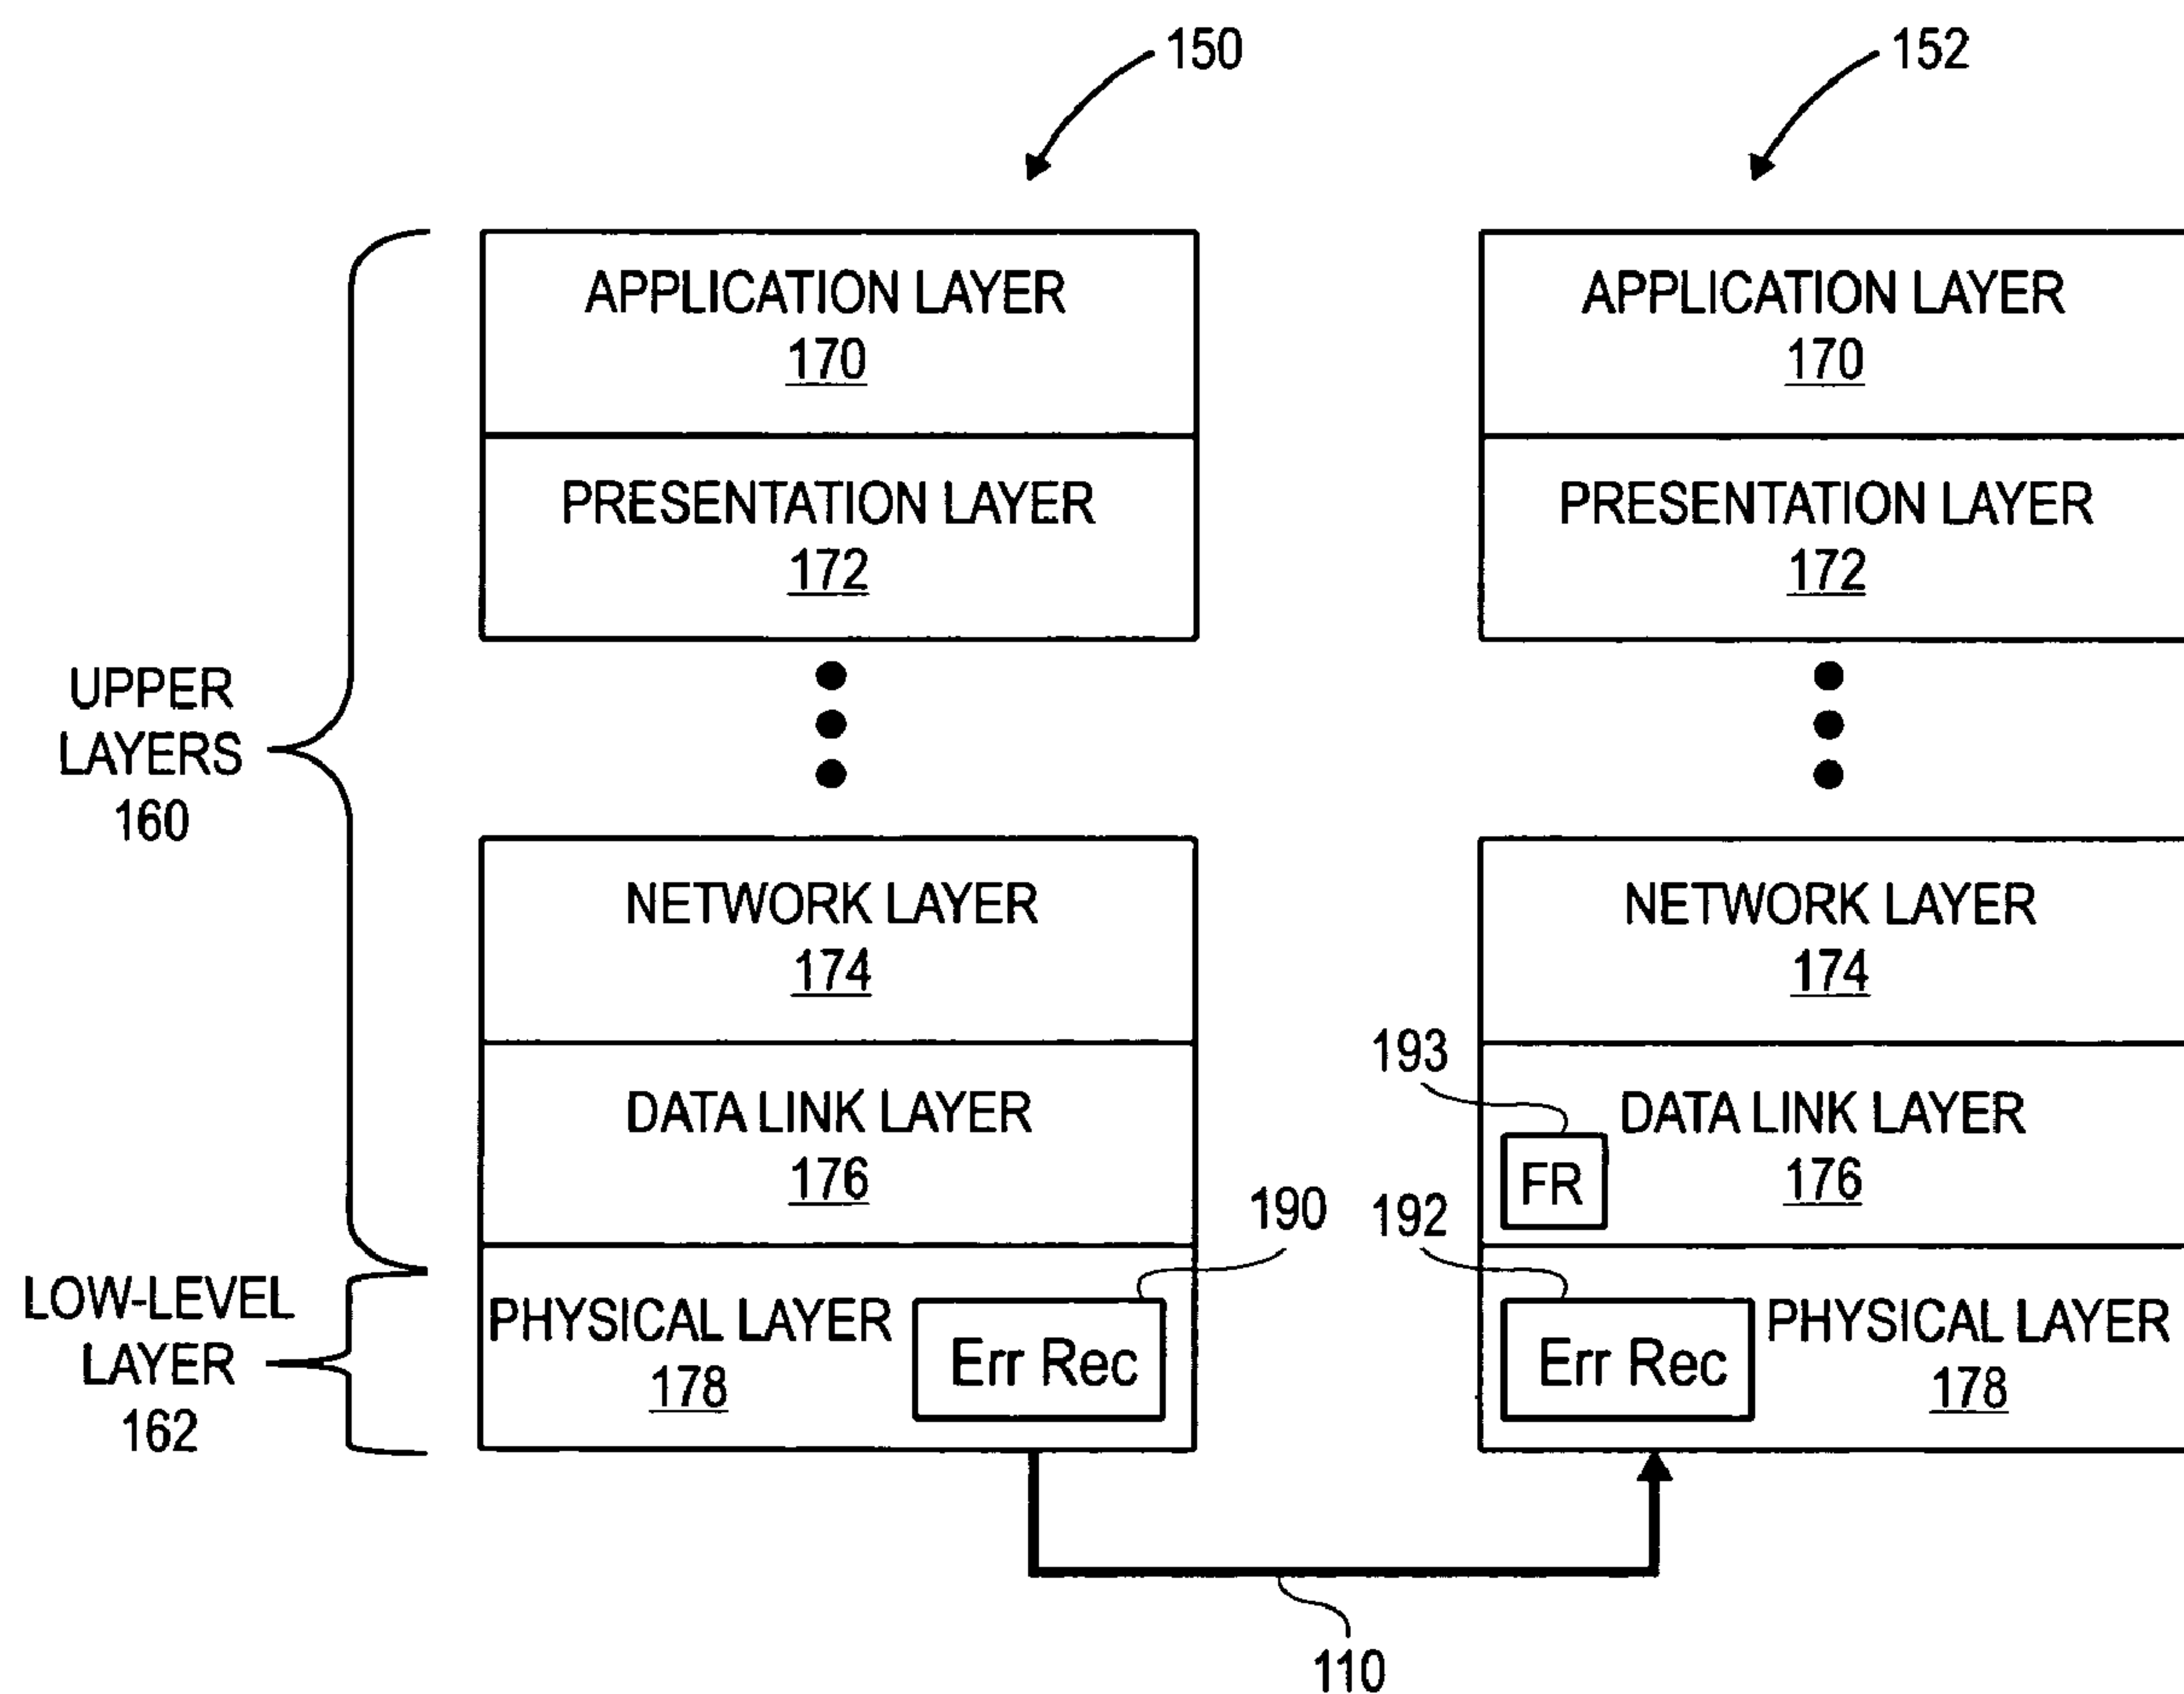 150
152
APPLICATION LAYER
170
APPLICATION LAYER
170
PRESENTATION LAYER
172
PRESENTATION LAYER
172
UPPER
LAYERS
160
NETWORK LAYER
174
NETWORK LAYER
174
193
DATA LINK LAYER
176
DATA LINK LAYER
176
FR
190
192
LOW-LEVEL
LAYER
162
PHYSICAL LAYER
178
Err Rec
Err Rec
PHYSICAL LAYER
178
110